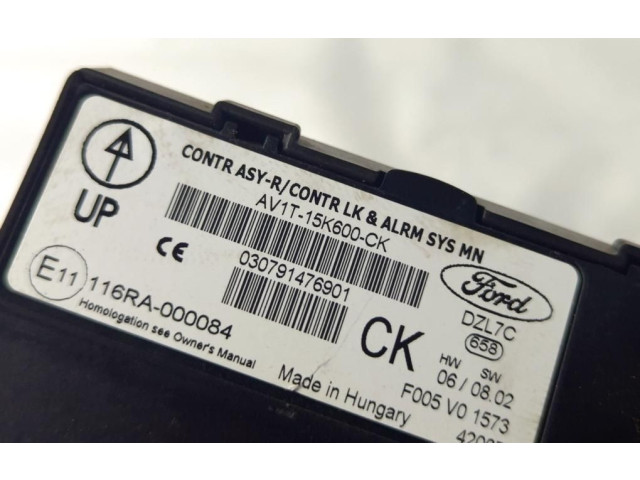 CONTR ASY-R/CONTR LK & ALRM SYS MN
AV1T-15K600-CK
UP
CE
030791476901
Ford
DZL7C
658
E11
116RA-000084
Homologation see Owner's Manual
CK
HW SW
06 / 08.02
Made in Hungary
F005 V0 1573